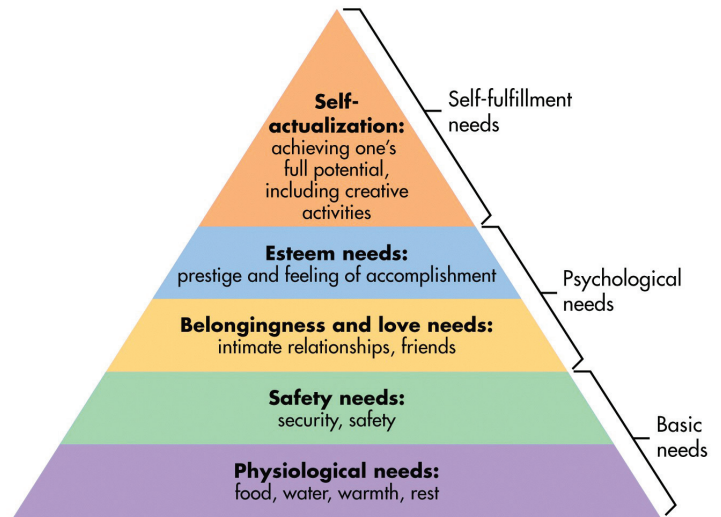 Self-
actualization:
achieving one's
full potential,
including creative
activities
Self-fulfillment
needs
Esteem needs:
prestige and feeling of accomplishment
Psychological
needs
Belongingness and love needs:
intimate relationships, friends
Safety needs:
security, safety
Basic
needs
Physiological needs:
food, water, warmth, rest